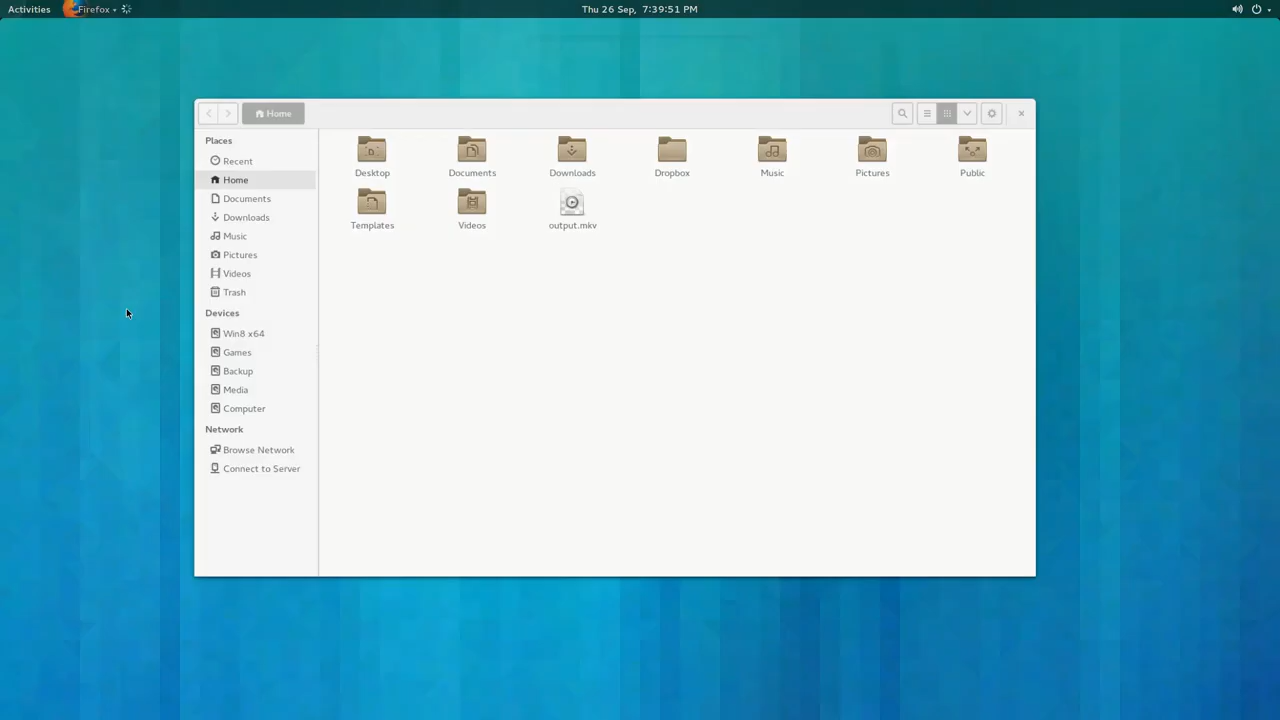 Activities Firefox Thu 26 Sep, 7:39:51 PM
Home
Places
Recent
Home
Documents
Downloads
Music
Pictures
Videos
Trash
Devices
Win8 x64
Games
Backup
Media
Computer
Network
Browse Network
Connect to Server
Desktop Documents Downloads Dropbox Music Pictures Public
Templates Videos output.mkv